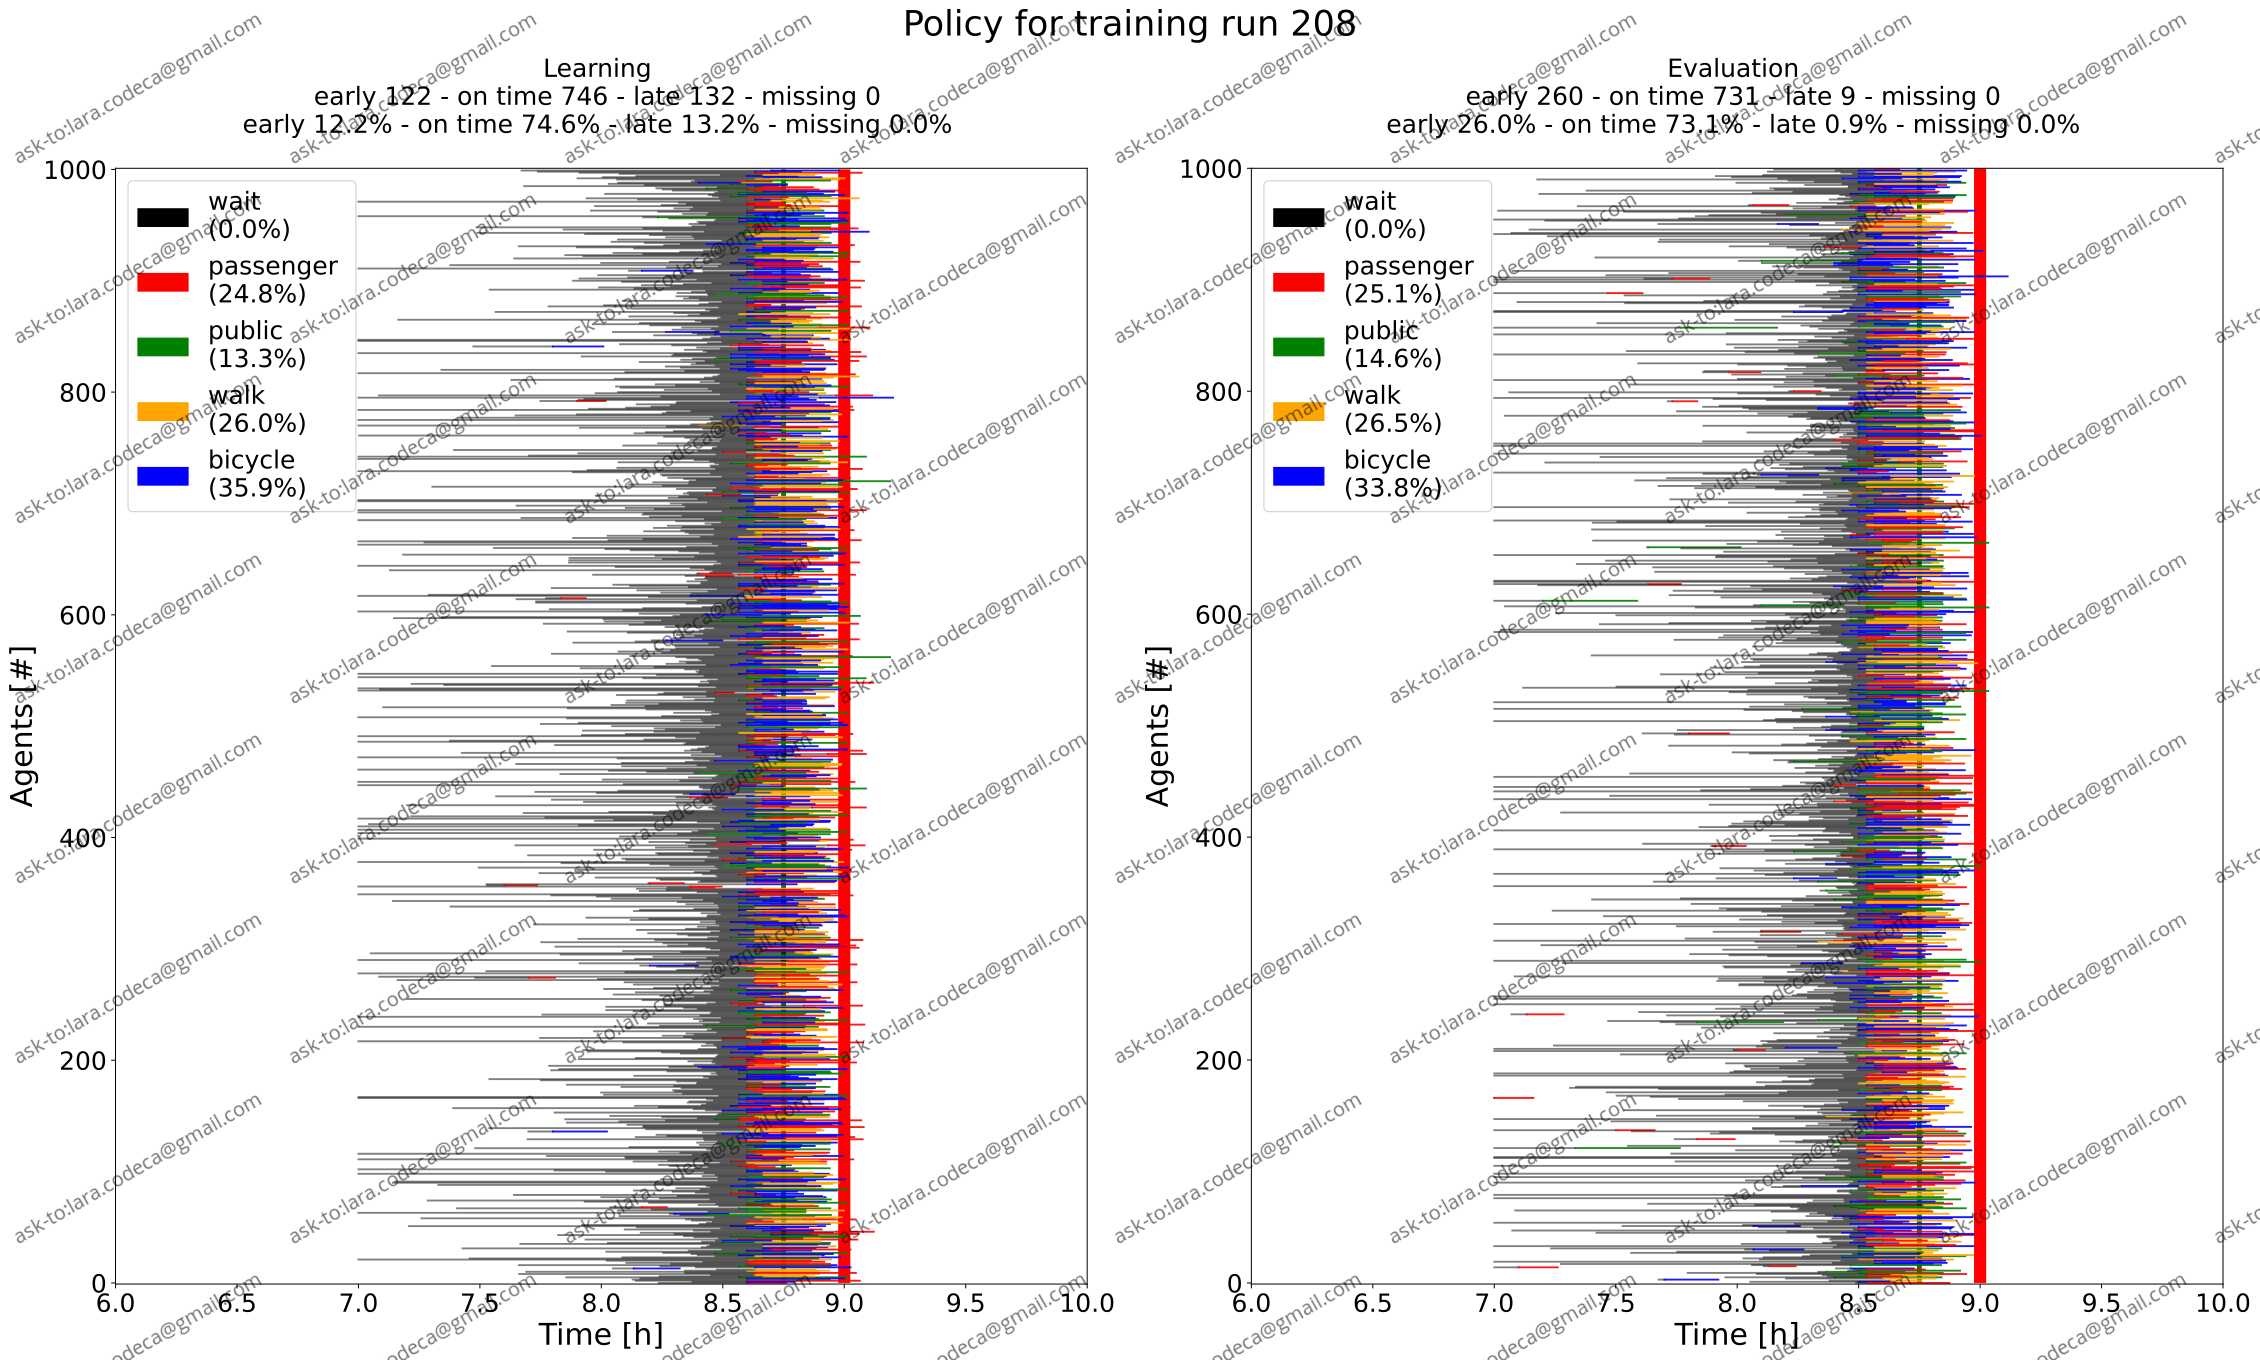 Policy for training run 208
Learning
early 122 - on time 746 - late 132 - missing 0
early 12.2% - on time 74.6% - late 13.2% - missing 0.0%
Agents [#]
1000
800
600
400
200
0
wait
(0.0%)
passenger
(24.8%)
public
(13.3%)
walk
(26.0%)
bicycle
(35.9%)
6.0 6.5 7.0 7.5 8.0 8.5 9.0 9.5 10.0
Time [h]
Evaluation
early 260 - on time 731 - late 9 - missing 0
early 26.0% - on time 73.1% - late 0.9% - missing 0.0%
Agents [#]
1000
800
600
400
200
0
wait
(0.0%)
passenger
(25.1%)
public
(14.6%)
walk
(26.5%)
bicycle
(33.8%)
6.0 6.5 7.0 7.5 8.0 8.5 9.0 9.5 10.0
Time [h]
ask-to:lara.codeca@gmail.com